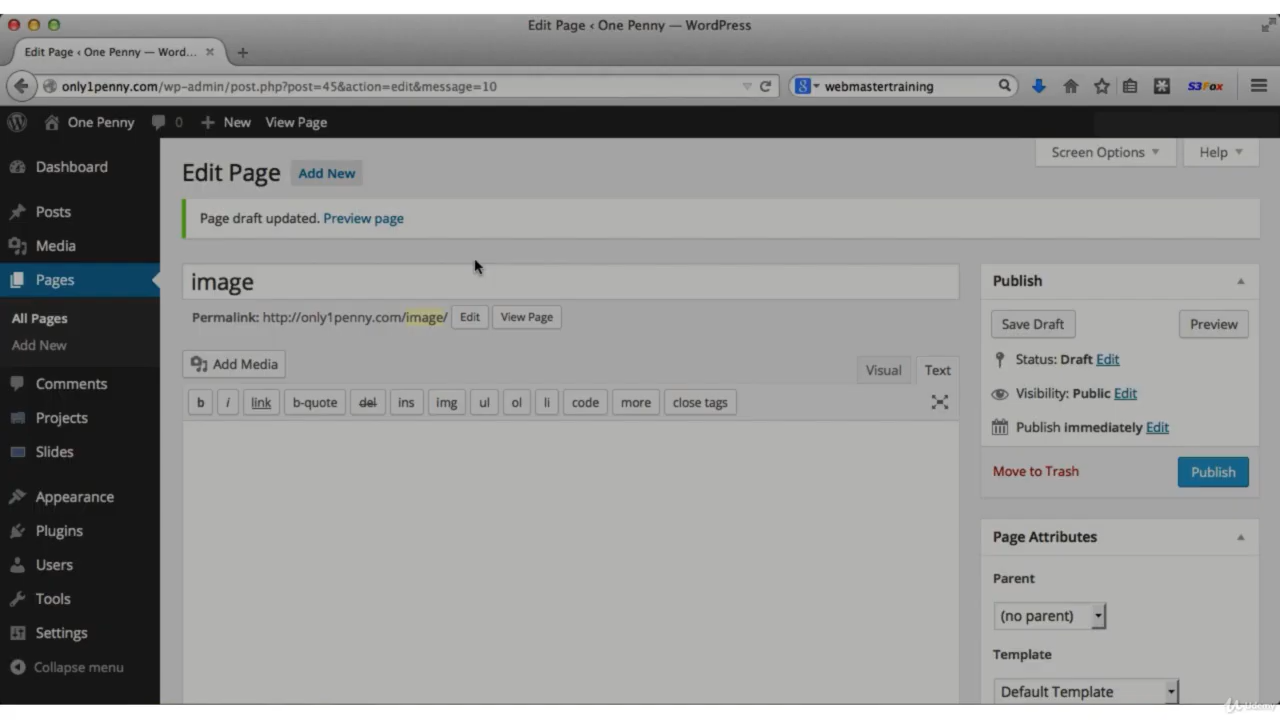 Edit Page ‹ One Penny — WordPress
Edit Page ‹ One Penny — Word...
only1penny.com/wp-admin/post.php?post=45&action=edit&message=10
webmastertraining
S3Fox
One Penny
0
New
View Page
Dashboard
Posts
Media
Pages
All Pages
Add New
Comments
Projects
Slides
Appearance
Plugins
Users
Tools
Settings
Collapse menu
Screen Options
Help
Edit Page
Add New
Page draft updated. Preview page
image
Permalink: http://only1penny.com/image/ Edit View Page
Add Media
Visual
Text
b i link b-quote del ins img ul ol li code more close tags
Publish
Save Draft
Preview
Status: Draft Edit
Visibility: Public Edit
Publish immediately Edit
Move to Trash
Publish
Page Attributes
Parent
(no parent)
Template
Default Template
Udemy